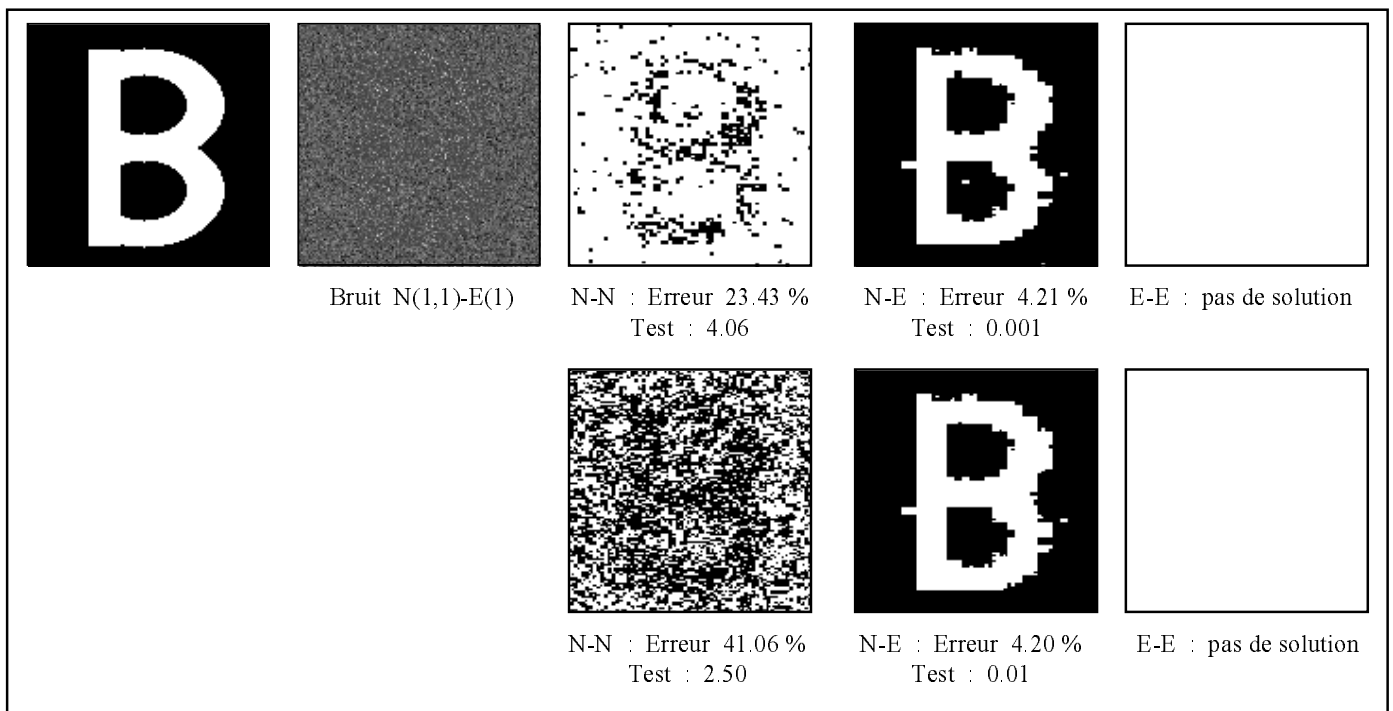 B
Bruit N(1,1)-E(1)
N-N : Erreur 23.43 %
Test : 4.06
B
N-E : Erreur 4.21 %
Test : 0.001
E-E : pas de solution
N-N : Erreur 41.06 %
Test : 2.50
B
N-E : Erreur 4.20 %
Test : 0.01
E-E : pas de solution